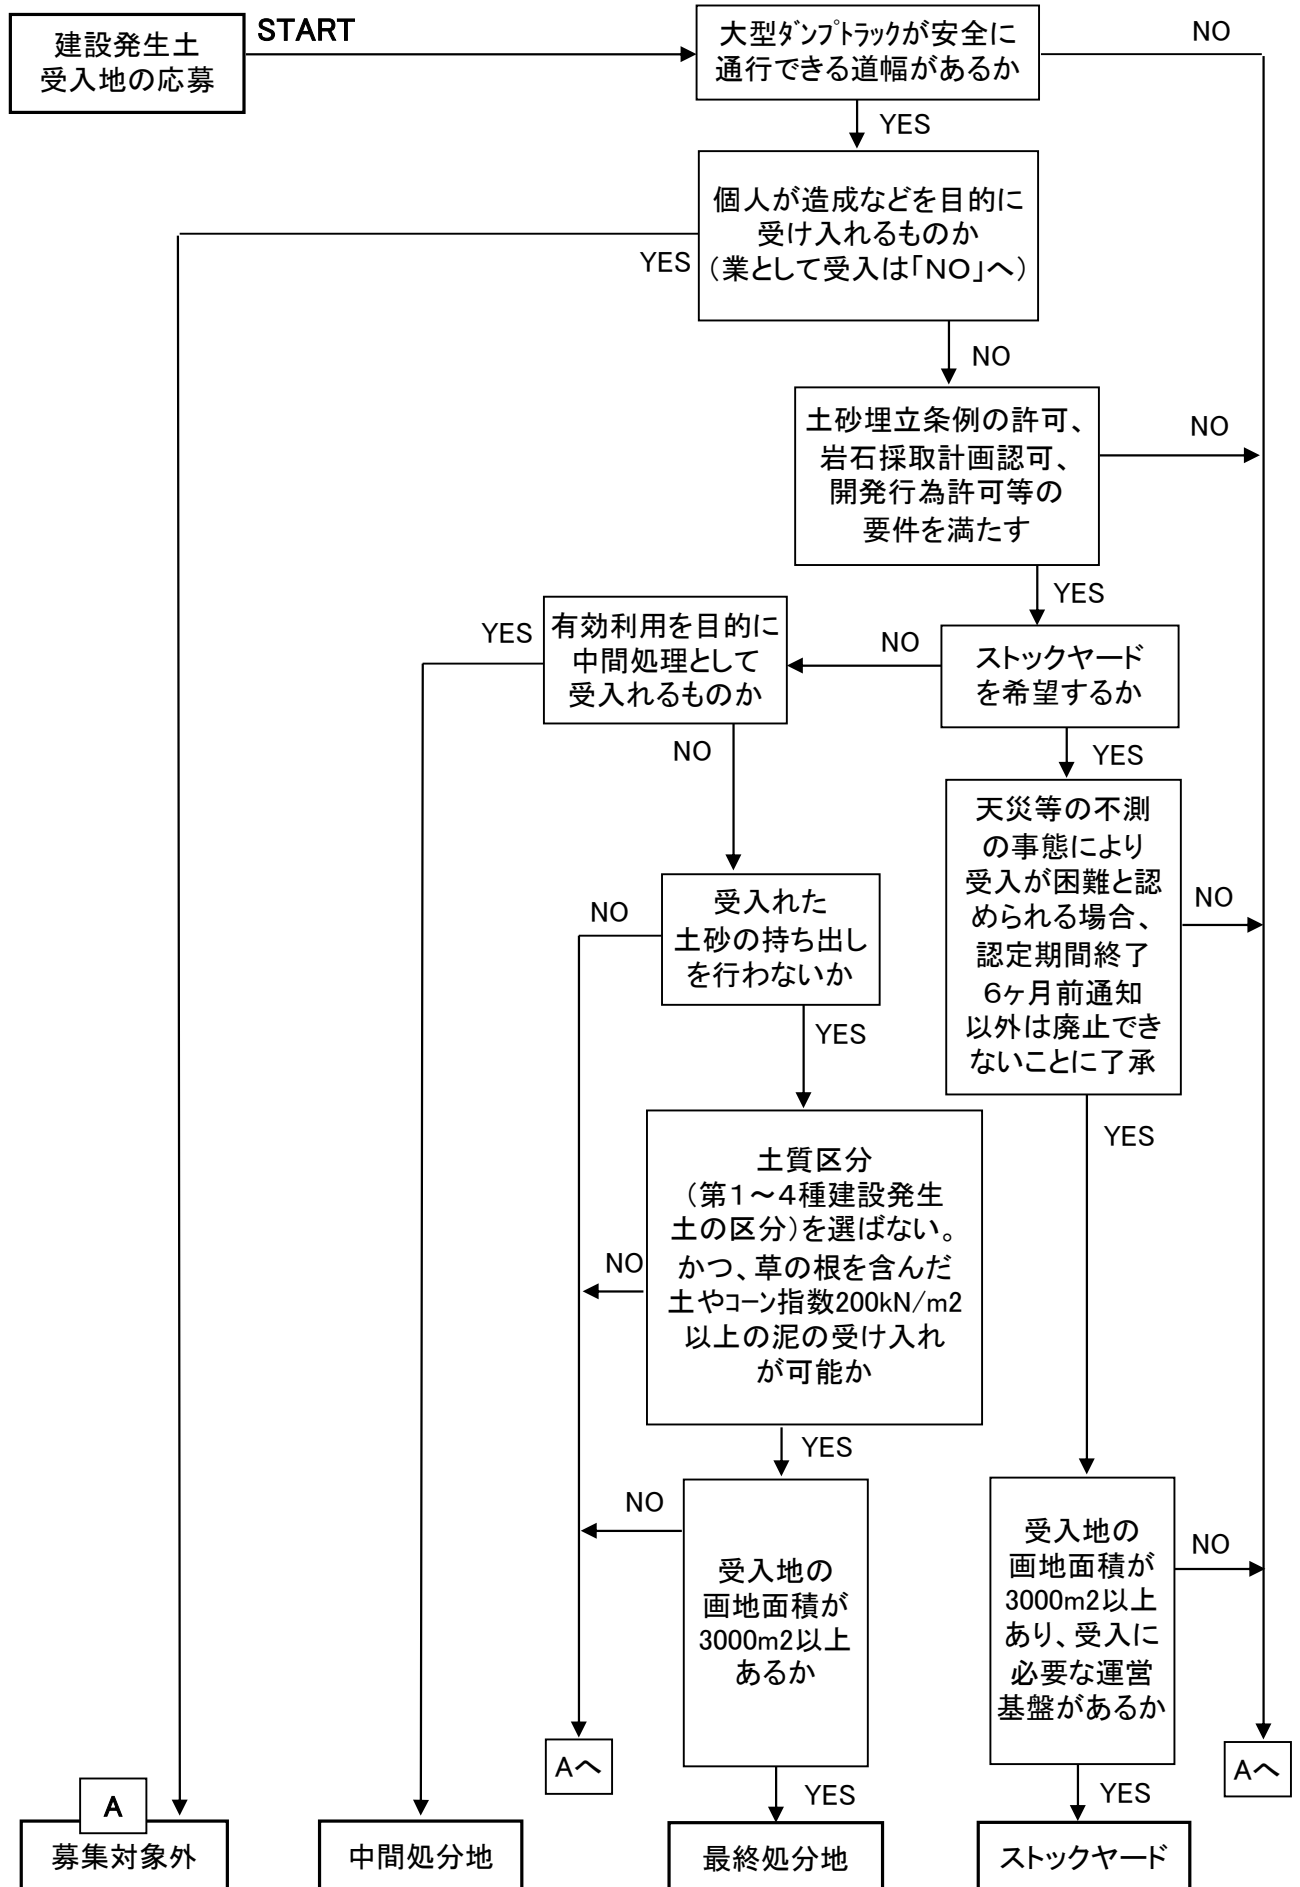 建設発生土
受入地の応募
START
大型ﾀﾞﾝﾌﾟﾄﾗｯｸが安全に
通行できる道幅があるか
NO
YES
個人が造成などを目的に
受け入れるものか
（業として受入は「NO」へ）
YES
NO
土砂埋立条例の許可、
岩石採取計画認可、
開発行為許可等の
要件を満たす
NO
YES
ストックヤード
を希望するか
NO
有効利用を目的に
中間処理として
受入れるものか
YES
NO
YES
天災等の不測
の事態により
受入が困難と認
められる場合、
認定期間終了
6ヶ月前通知
以外は廃止でき
ないことに了承
NO
YES
受入れた
土砂の持ち出し
を行わないか
NO
YES
土質区分
（第１～４種建設発生
土の区分）を選ばない。
かつ、草の根を含んだ
土やｺｰﾝ指数200kN/m2
以上の泥の受け入れ
が可能か
NO
YES
受入地の
画地面積が
3000m2以上
あるか
NO
YES
受入地の
画地面積が
3000m2以上
あり、受入に
必要な運営
基盤があるか
NO
YES
Aへ
Aへ
A
募集対象外
中間処分地
最終処分地
ストックヤード